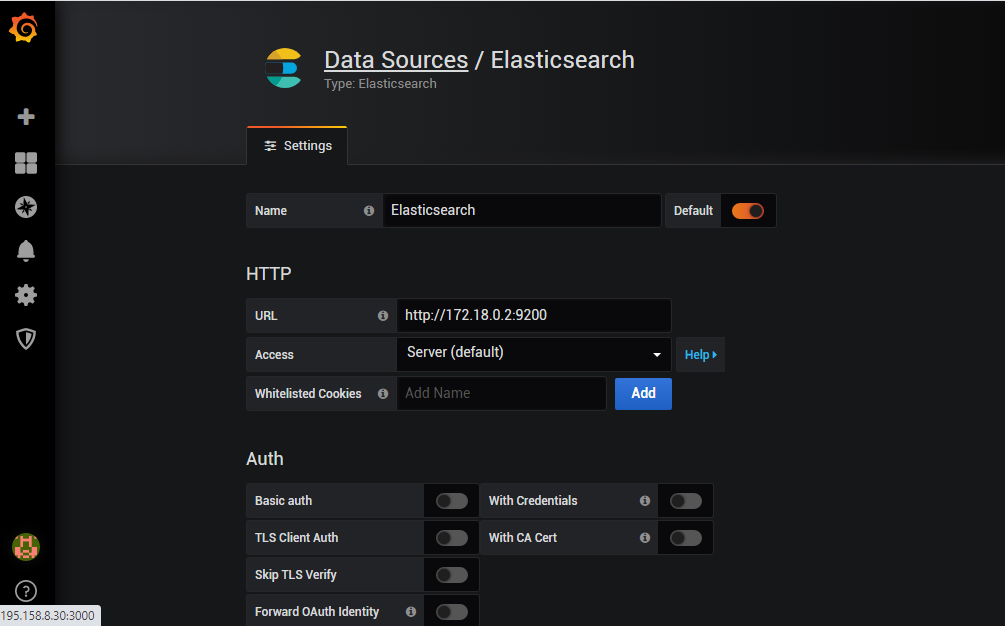 Data Sources / Elasticsearch
Type: Elasticsearch
Settings
Name Elasticsearch Default
HTTP
URL http://172.18.0.2:9200
Access Server (default) Help
Whitelisted Cookies Add Name Add
Auth
Basic auth With Credentials
TLS Client Auth With CA Cert
Skip TLS Verify
Forward OAuth Identity
?
195.158.8.30:3000